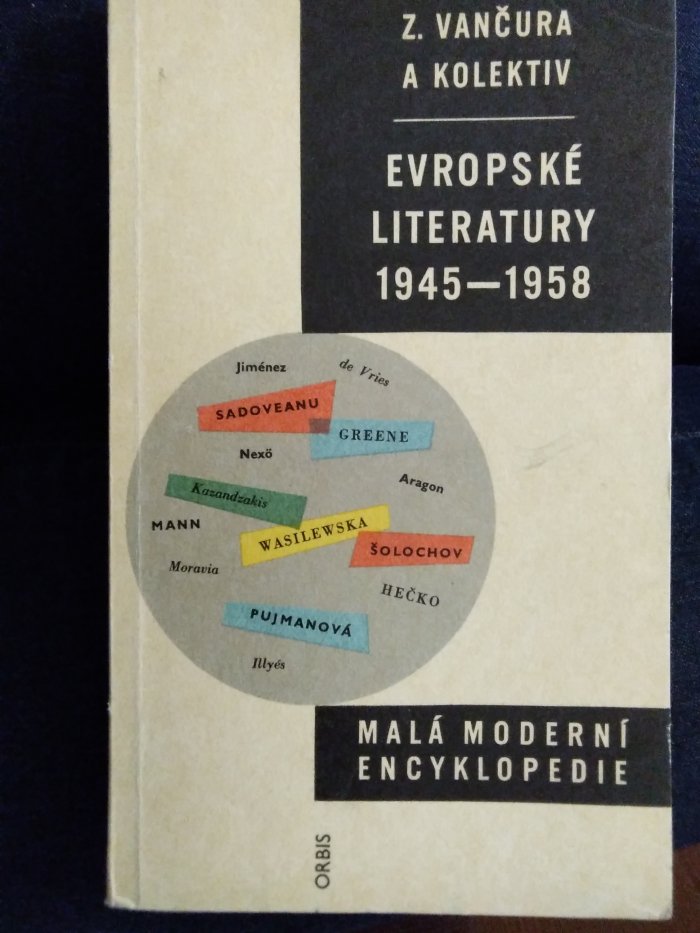 Z. VANČURA
A KOLEKTIV
EVROPSKÉ
LITERATURY
1945—1958
Jiménez
de Vries
SADOVEANU
GREENE
Nexö
Aragon
Kazandzakis
MANN
WASILEWSKA
ŠOLOCHOV
Moravia
HEČKO
PUJMANOVÁ
Illyés
MALÁ MODERNÍ
ENCYKLOPEDIE
ORBIS